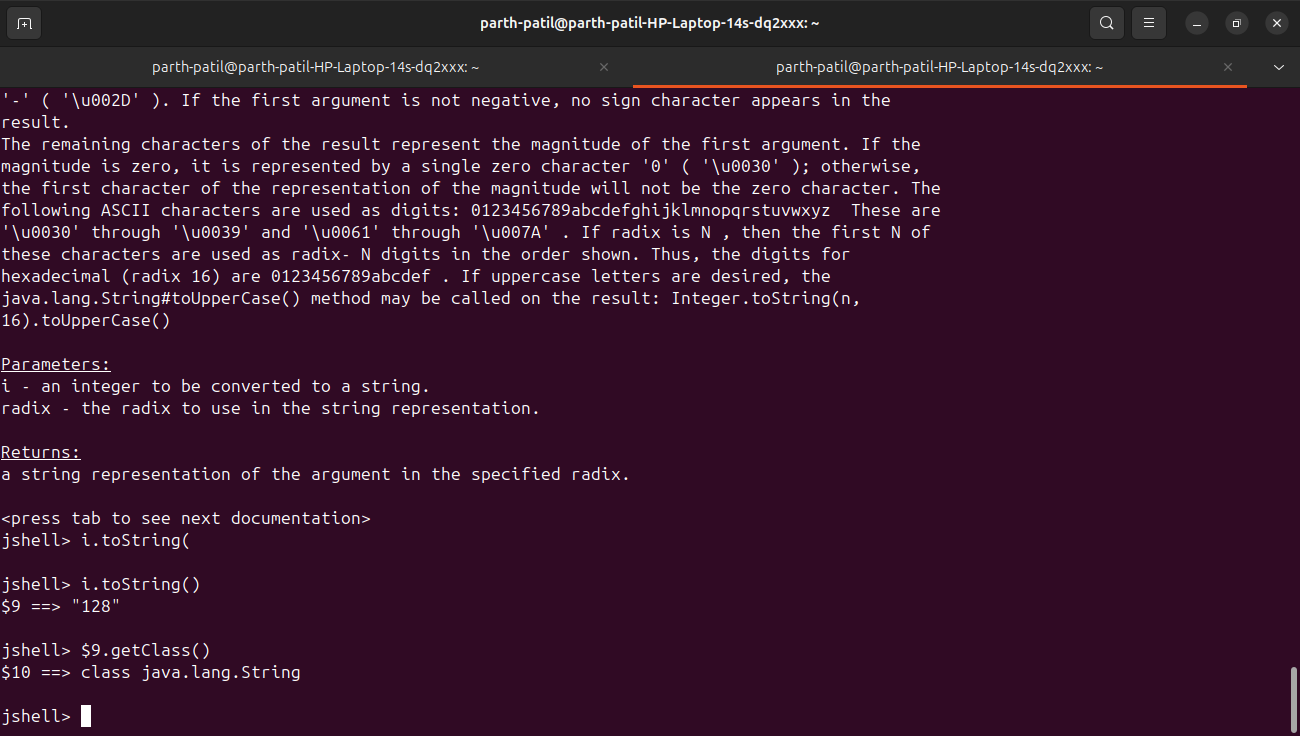 parth-patil@parth-patil-HP-Laptop-14s-dq2xxx: ~
parth-patil@parth-patil-HP-Laptop-14s-dq2xxx: ~
parth-patil@parth-patil-HP-Laptop-14s-dq2xxx: ~
'-' ( '\u002D' ). If the first argument is not negative, no sign character appears in the
result.
The remaining characters of the result represent the magnitude of the first argument. If the
magnitude is zero, it is represented by a single zero character '0' ( '\u0030' ); otherwise,
the first character of the representation of the magnitude will not be the zero character. The
following ASCII characters are used as digits: 0123456789abcdefghijklmnopqrstuvwxyz  These are
'\u0030' through '\u0039' and '\u0061' through '\u007A' . If radix is N , then the first N of
these characters are used as radix- N digits in the order shown. Thus, the digits for
hexadecimal (radix 16) are 0123456789abcdef . If uppercase letters are desired, the
java.lang.String#toUpperCase() method may be called on the result: Integer.toString(n,
16).toUpperCase()
Parameters:
i - an integer to be converted to a string.
radix - the radix to use in the string representation.
Returns:
a string representation of the argument in the specified radix.
<press tab to see next documentation>
jshell> i.toString(
jshell> i.toString()
$9 ==> "128"
jshell> $9.getClass()
$10 ==> class java.lang.String
jshell>